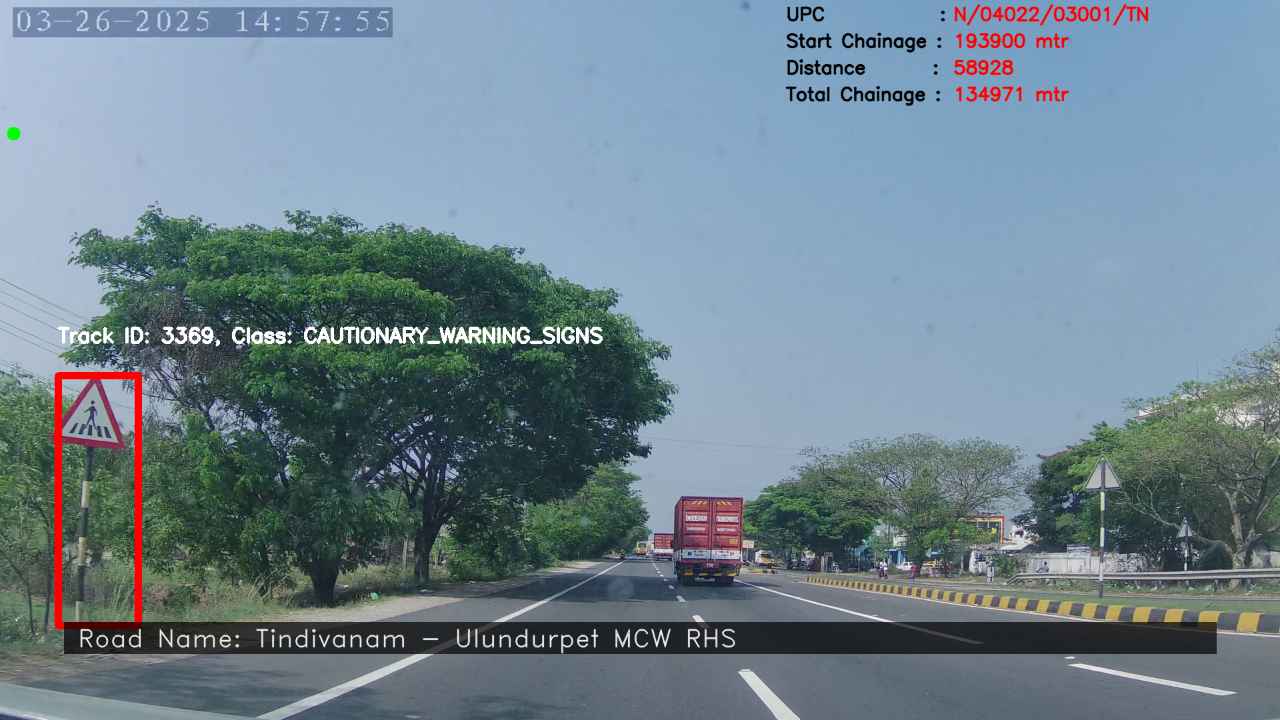 03-26-2025 14:57:55
UPC : N/04022/03001/TN
Start Chainage : 193900 mtr
Distance : 58928
Total Chainage : 134971 mtr
Track ID: 3369, Class: CAUTIONARY_WARNING_SIGNS
Road Name: Tindivanam - Ulundurpet MCW RHS